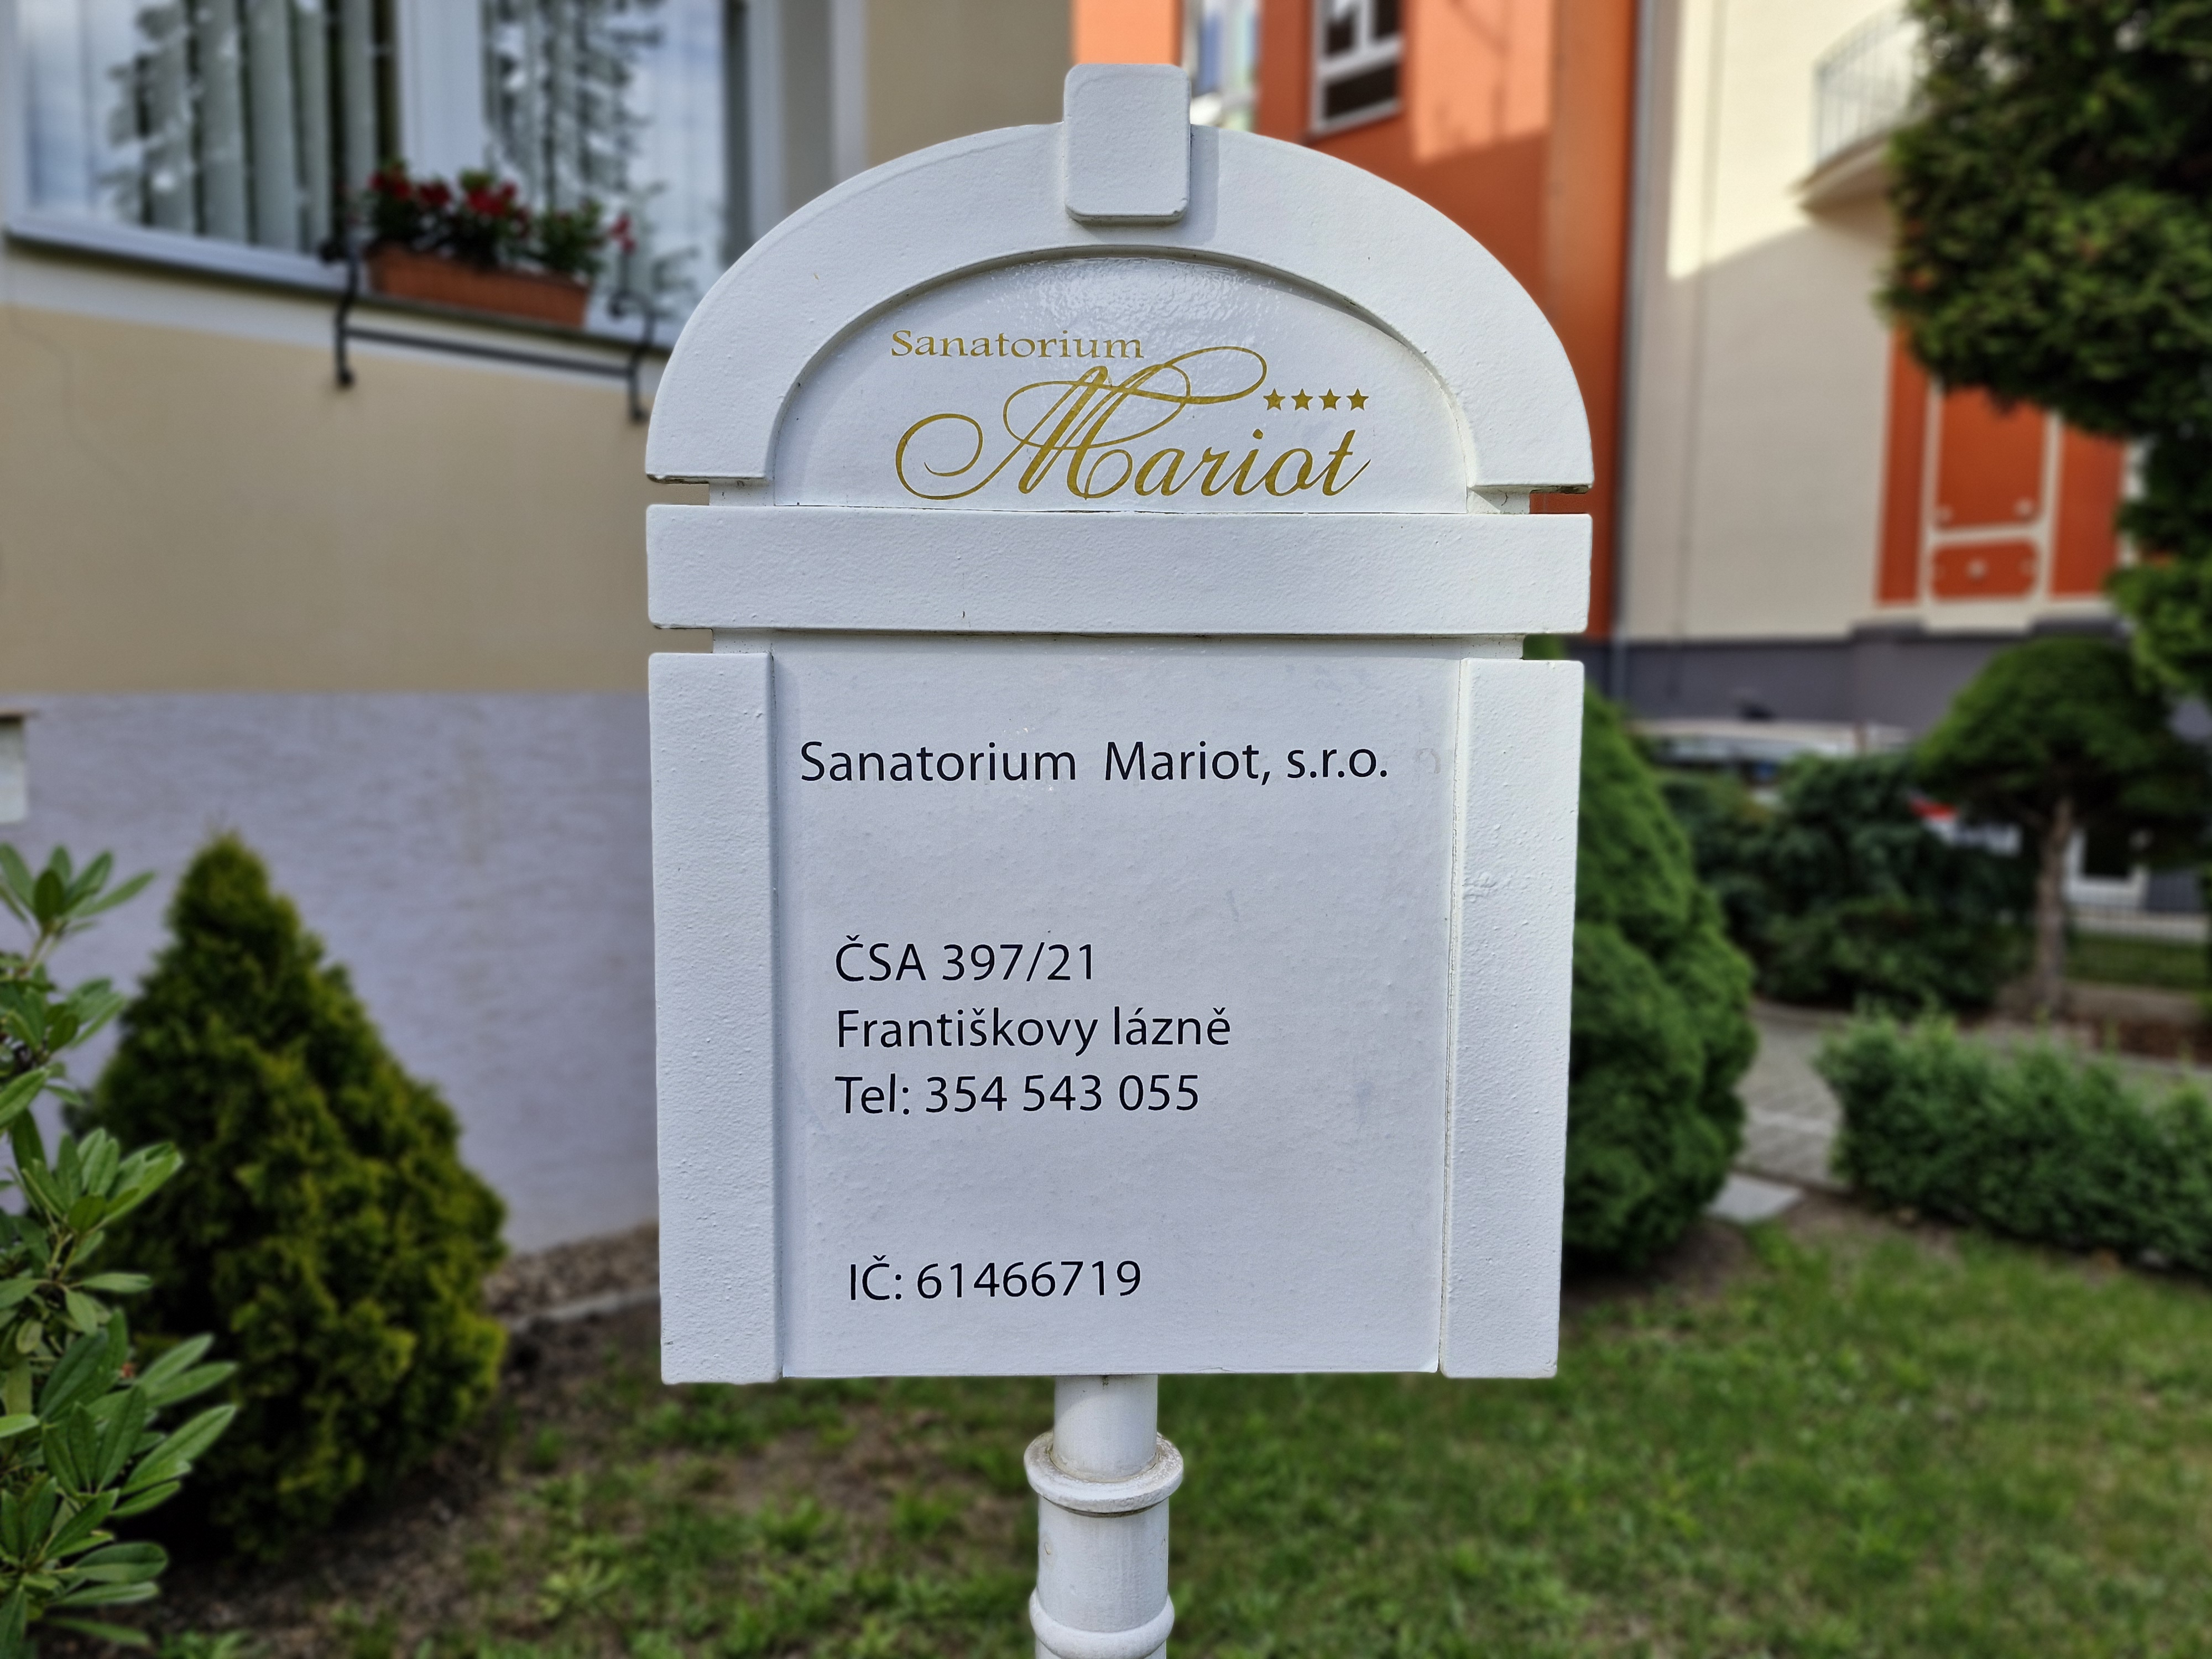 Sanatorium
Mariot ****
Sanatorium Mariot, s.r.o.
ČSA 397/21
Františkovy lázně
Tel: 354 543 055
IČ: 61466719